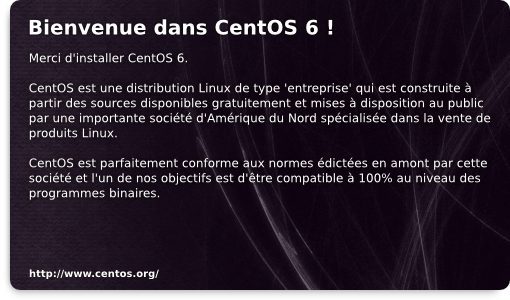 Bienvenue dans CentOS 6 !
Merci d'installer CentOS 6.
CentOS est une distribution Linux de type 'entreprise' qui est construite à
partir des sources disponibles gratuitement et mises à disposition au public
par une importante société d'Amérique du Nord spécialisée dans la vente de
produits Linux.
CentOS est parfaitement conforme aux normes édictées en amont par cette
société et l'un de nos objectifs est d'être compatible à 100% au niveau des
programmes binaires.
http://www.centos.org/